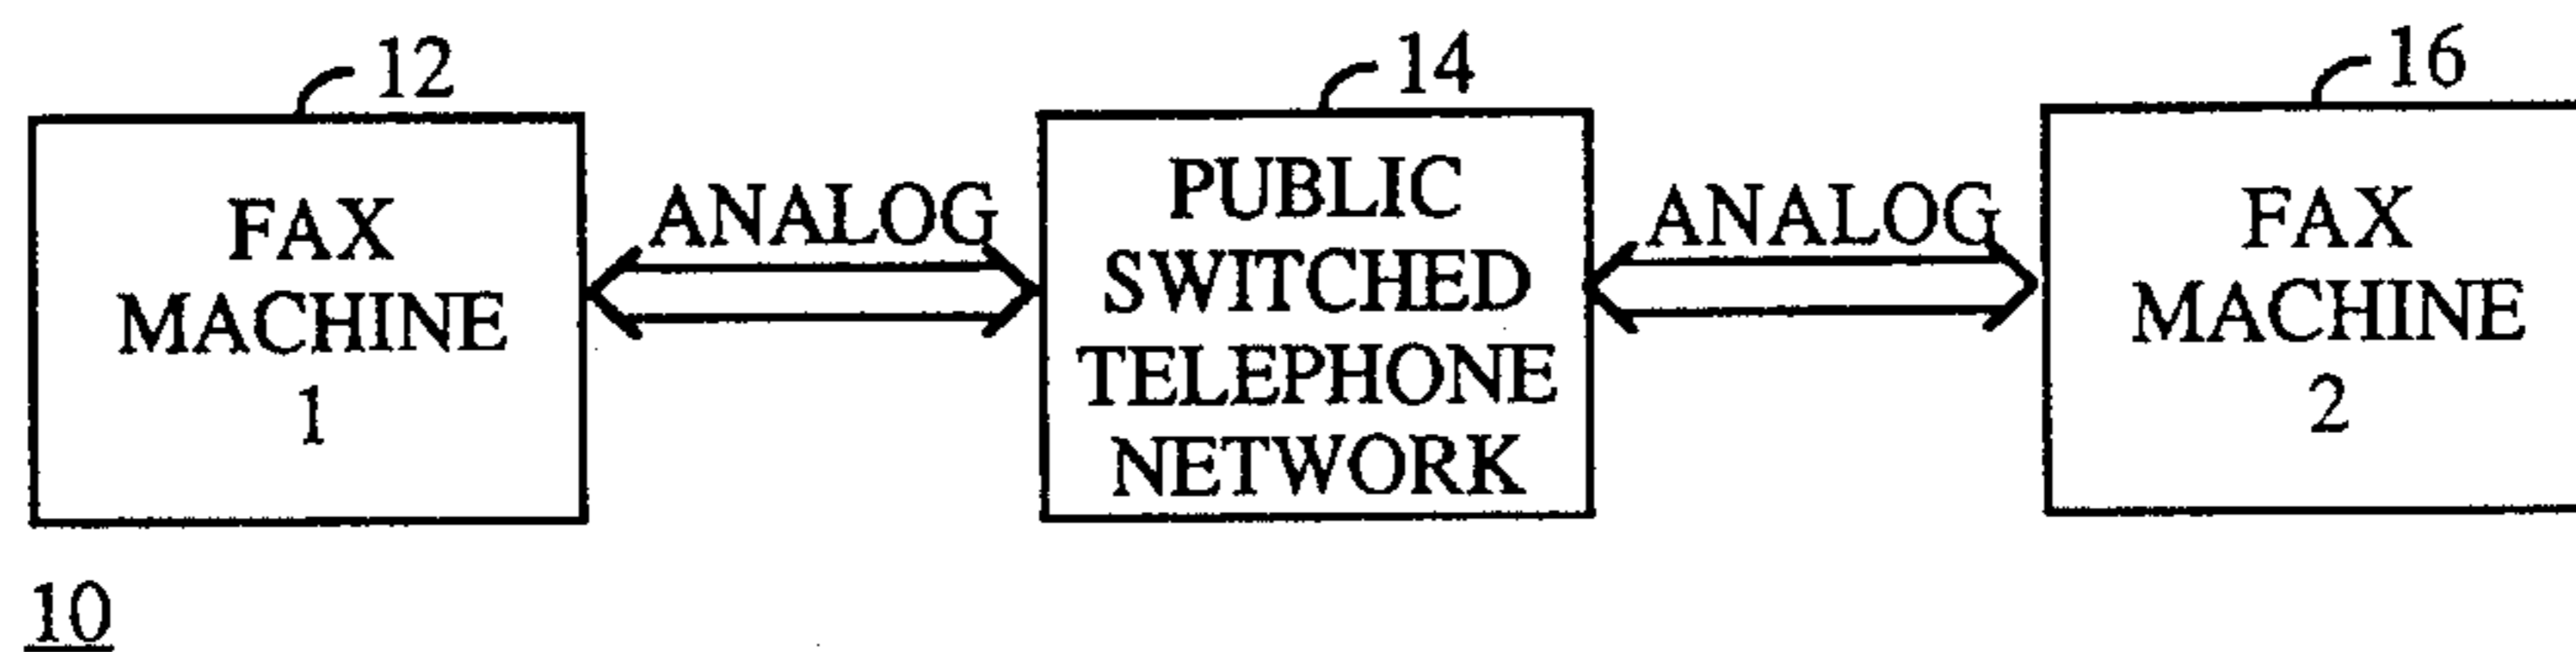 12
14
16
FAX
MACHINE
1
ANALOG
PUBLIC
SWITCHED
TELEPHONE
NETWORK
ANALOG
FAX
MACHINE
2
10